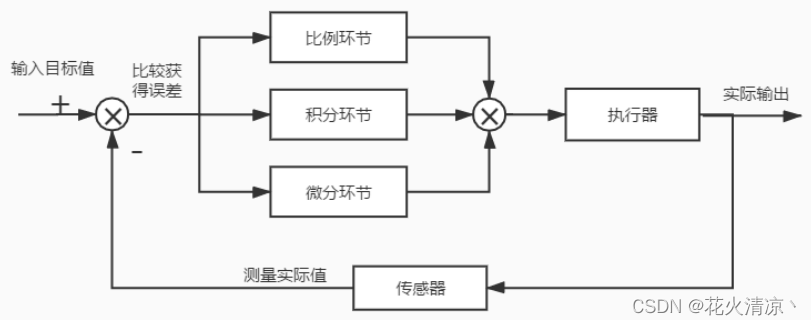 比例环节
输入目标值
比较获
得误差
+
积分环节
执行器
实际输出
-
微分环节
测量实际值
传感器
CSDN @花火清凉丶